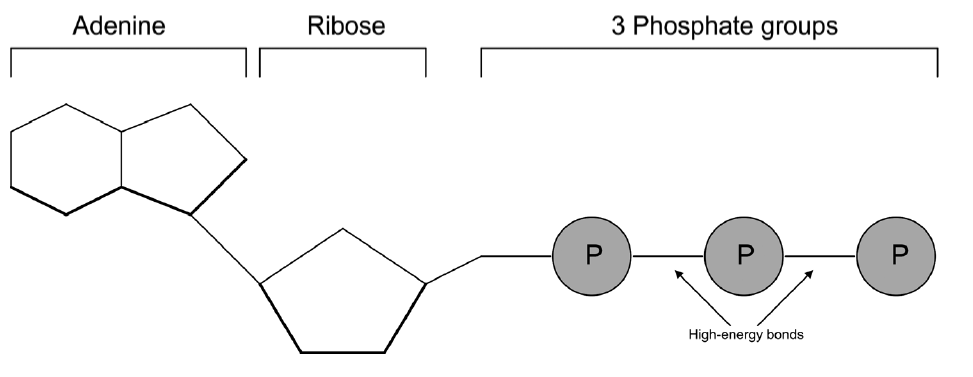 Adenine
Ribose
3 Phosphate groups
P
P
P
High-energy bonds